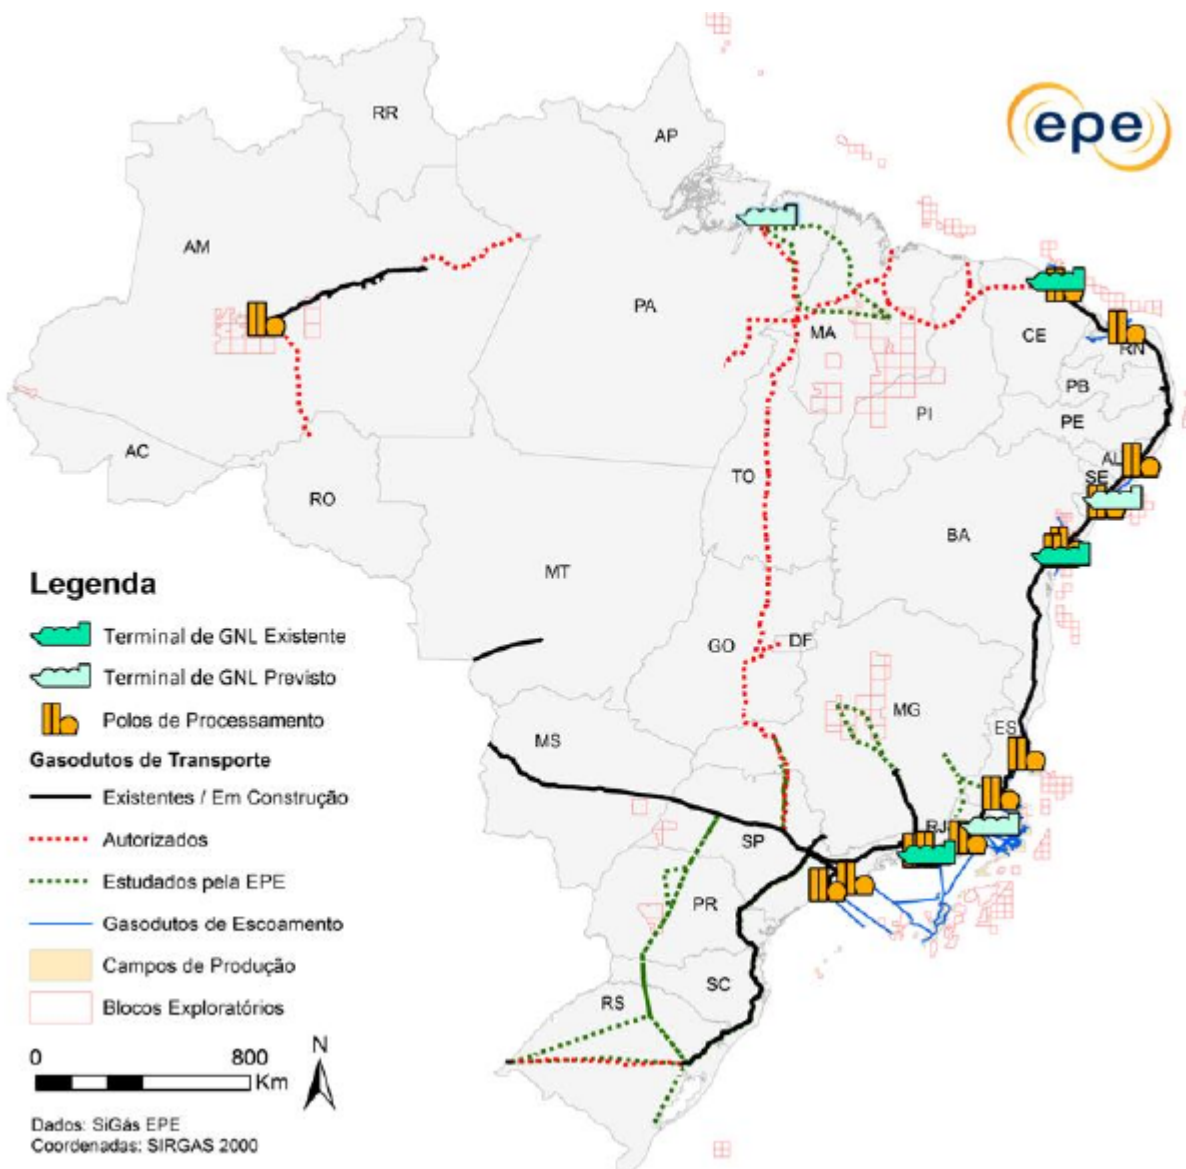 epe
RR
AP
AM
PA
MA
CE
RN
PB
PE
PI
AC
AL
SE
RO
TO
BA
MT
GO
DF
MG
ES
MS
SP
RJ
PR
SC
RS
Legenda
Terminal de GNL Existente
Terminal de GNL Previsto
Polos de Processamento
Gasodutos de Transporte
Existentes / Em Construção
Autorizados
Estudados pela EPE
Gasodutos de Escoamento
Campos de Produção
Blocos Exploratórios
0 800 Km
N
Dados: SiGás EPE
Coordenadas: SIRGAS 2000